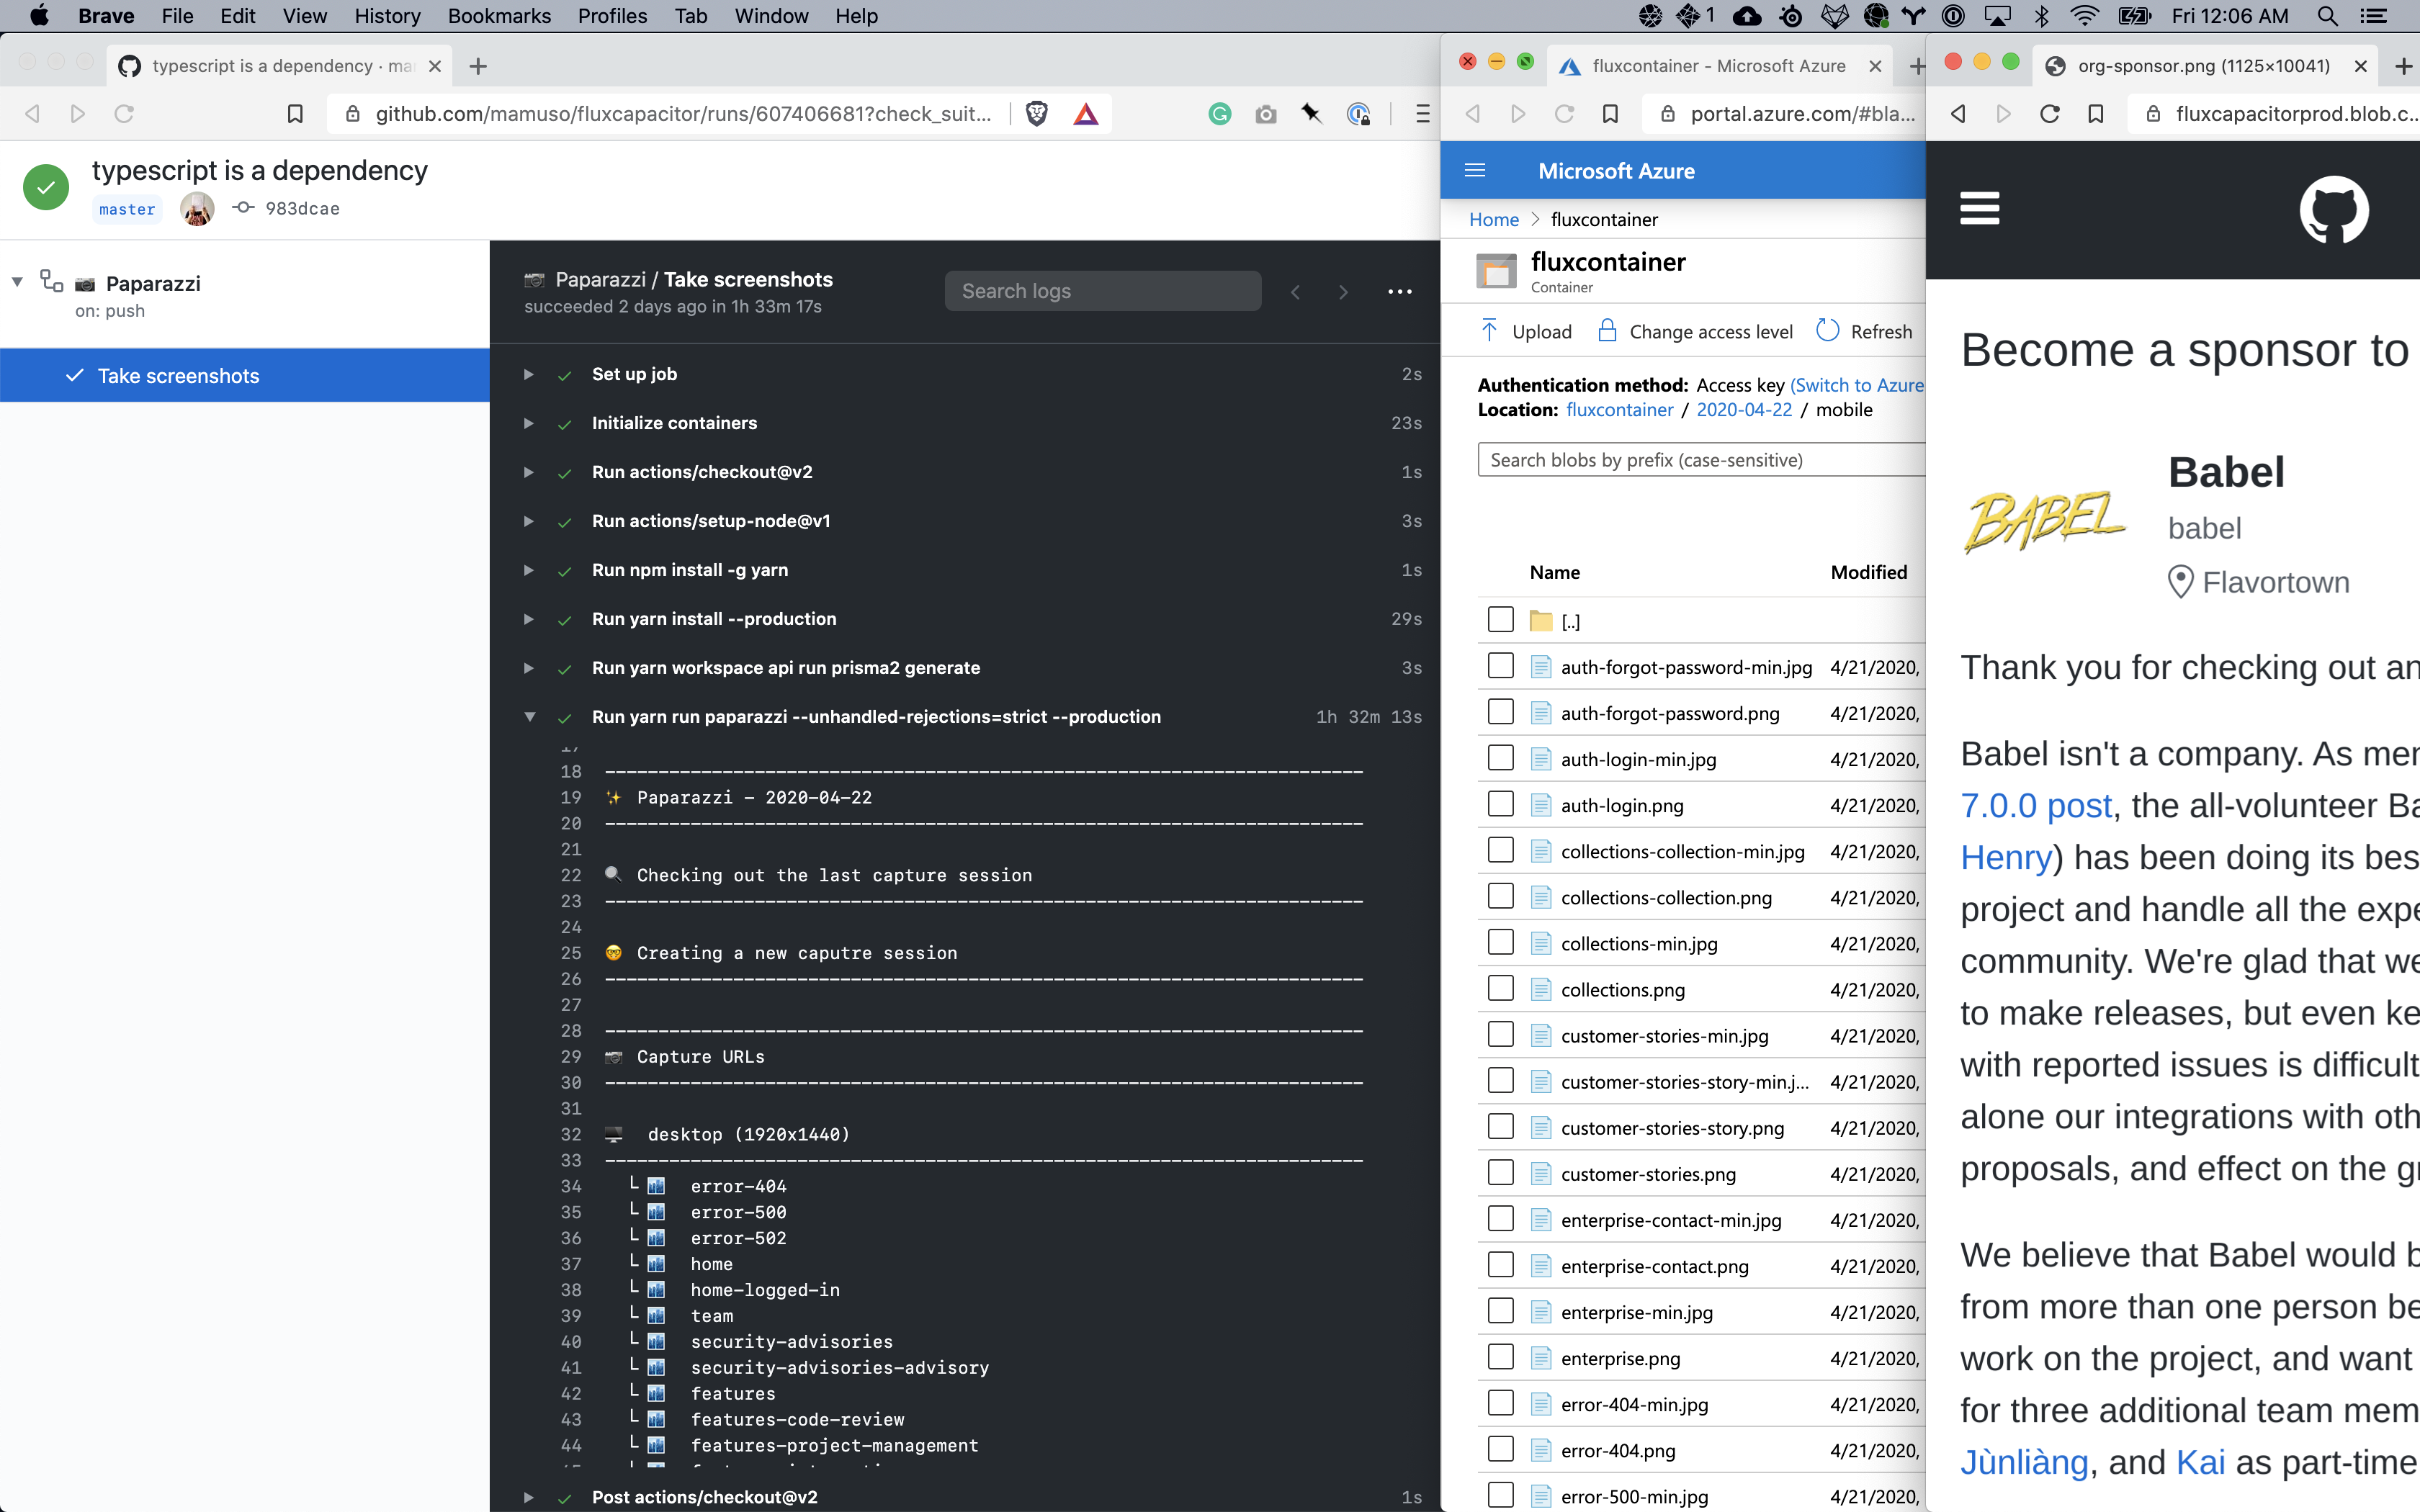 Brave File Edit View History Bookmarks Profiles Tab Window Help
1
Fri 12:06 AM
typescript is a dependency · ma
github.com/mamuso/fluxcapacitor/runs/607406681?check_suit...
typescript is a dependency
master 983dcae
Paparazzi
on: push
Take screenshots
Paparazzi / Take screenshots
succeeded 2 days ago in 1h 33m 17s
Search logs
Set up job 2s
Initialize containers 23s
Run actions/checkout@v2 1s
Run actions/setup-node@v1 3s
Run npm install -g yarn 1s
Run yarn install --production 29s
Run yarn workspace api run prisma2 generate 3s
Run yarn run paparazzi --unhandled-rejections=strict --production 1h 32m 13s
17
18 -----------------------------------------------------------------------
19 ✨ Paparazzi - 2020-04-22
20 -----------------------------------------------------------------------
21
22 🔍 Checking out the last capture session
23 -----------------------------------------------------------------------
24
25 🤓 Creating a new caputre session
26 -----------------------------------------------------------------------
27
28 -----------------------------------------------------------------------
29 📷 Capture URLs
30 -----------------------------------------------------------------------
31
32 🖥 desktop (1920x1440)
33 -----------------------------------------------------------------------
34 └ error-404
35 └ error-500
36 └ error-502
37 └ home
38 └ home-logged-in
39 └ team
40 └ security-advisories
41 └ security-advisories-advisory
42 └ features
43 └ features-code-review
44 └ features-project-management
Post actions/checkout@v2 1s
fluxcontainer - Microsoft Azure
portal.azure.com/#bla...
Microsoft Azure
Home > fluxcontainer
fluxcontainer
Container
Upload Change access level Refresh
Authentication method: Access key (Switch to Azure
Location: fluxcontainer / 2020-04-22 / mobile
Search blobs by prefix (case-sensitive)
Name Modified
[..]
auth-forgot-password-min.jpg 4/21/2020,
auth-forgot-password.png 4/21/2020,
auth-login-min.jpg 4/21/2020,
auth-login.png 4/21/2020,
collections-collection-min.jpg 4/21/2020,
collections-collection.png 4/21/2020,
collections-min.jpg 4/21/2020,
collections.png 4/21/2020,
customer-stories-min.jpg 4/21/2020,
customer-stories-story-min.j... 4/21/2020,
customer-stories-story.png 4/21/2020,
customer-stories.png 4/21/2020,
enterprise-contact-min.jpg 4/21/2020,
enterprise-contact.png 4/21/2020,
enterprise-min.jpg 4/21/2020,
enterprise.png 4/21/2020,
error-404-min.jpg 4/21/2020,
error-404.png 4/21/2020,
error-500-min.jpg 4/21/2020,
org-sponsor.png (1125×10041)
fluxcapacitorprod.blob.c...
Become a sponsor to
BABEL
Babel
babel
Flavortown
Thank you for checking out an
Babel isn't a company. As mem
7.0.0 post, the all-volunteer Ba
Henry) has been doing its bes
project and handle all the expe
community. We're glad that we
to make releases, but even ke
with reported issues is difficult
alone our integrations with oth
proposals, and effect on the gr
We believe that Babel would b
from more than one person be
work on the project, and want
for three additional team mem
Jùnliàng, and Kai as part-time